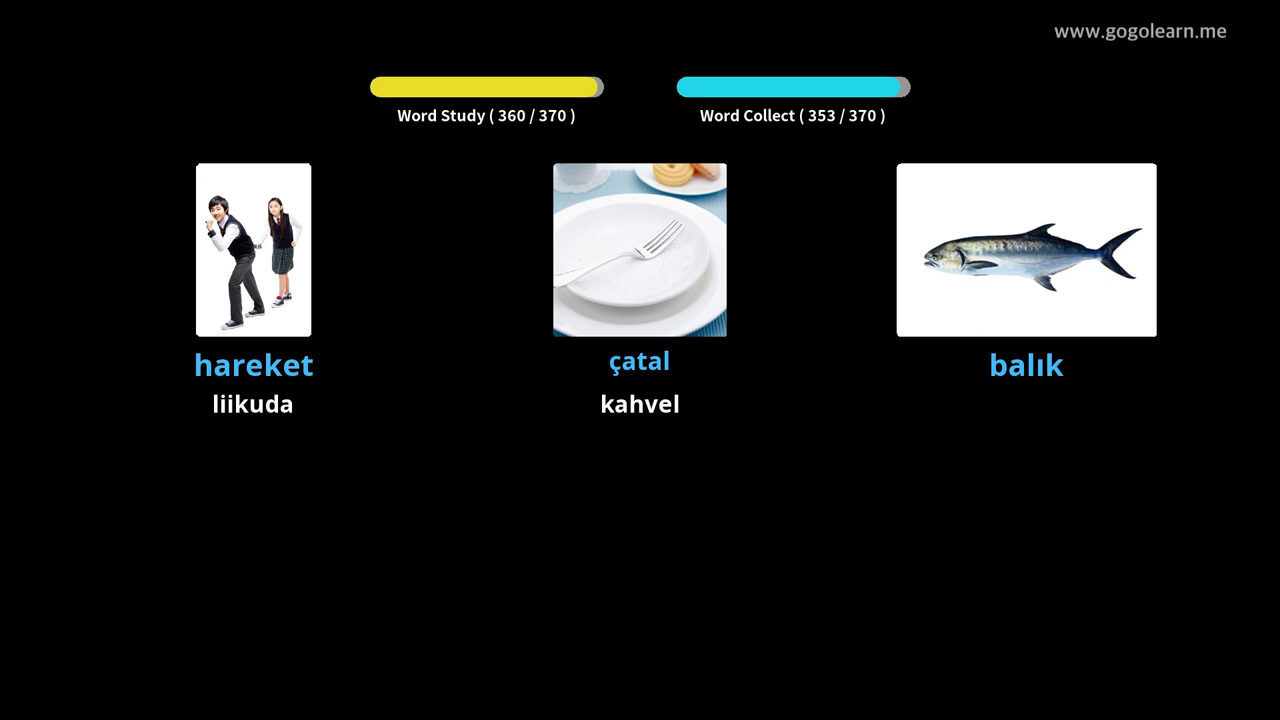 www.gogolearn.me
Word Study ( 360 / 370 )
Word Collect ( 353 / 370 )
hareket
çatal
balık
liikuda
kahvel